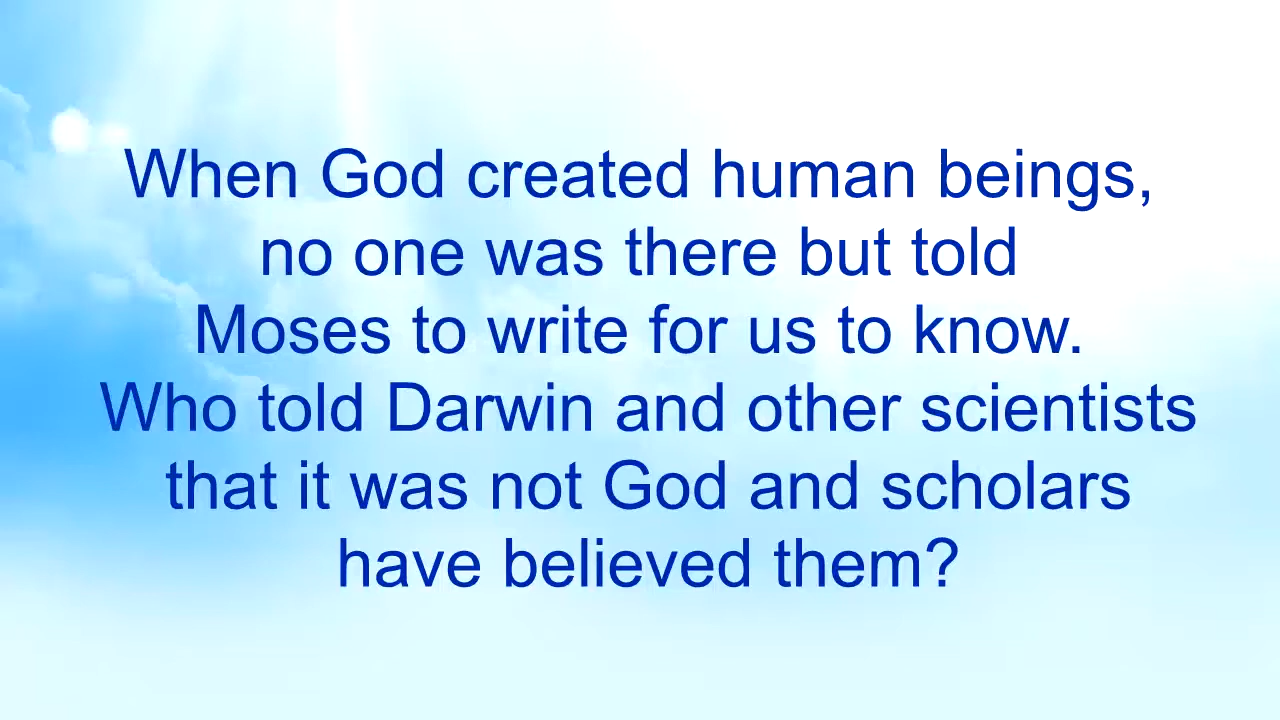 When God created human beings,
no one was there but told
Moses to write for us to know.
Who told Darwin and other scientists
that it was not God and scholars
have believed them?